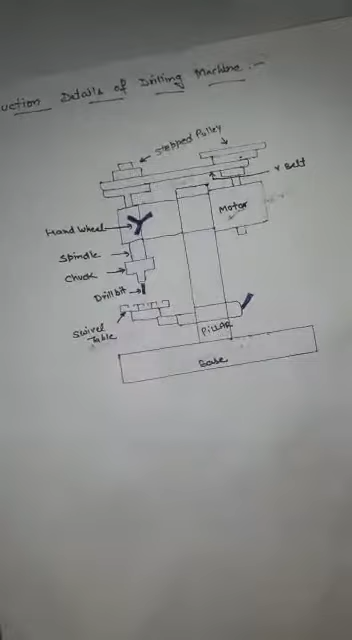 uction Details of Drilling Machine :-
Stepped Pulley
V Belt
Motor
Hand Wheel
Spindle
Chuck
Drill bit
Swivel
Table
PILLAR
Base